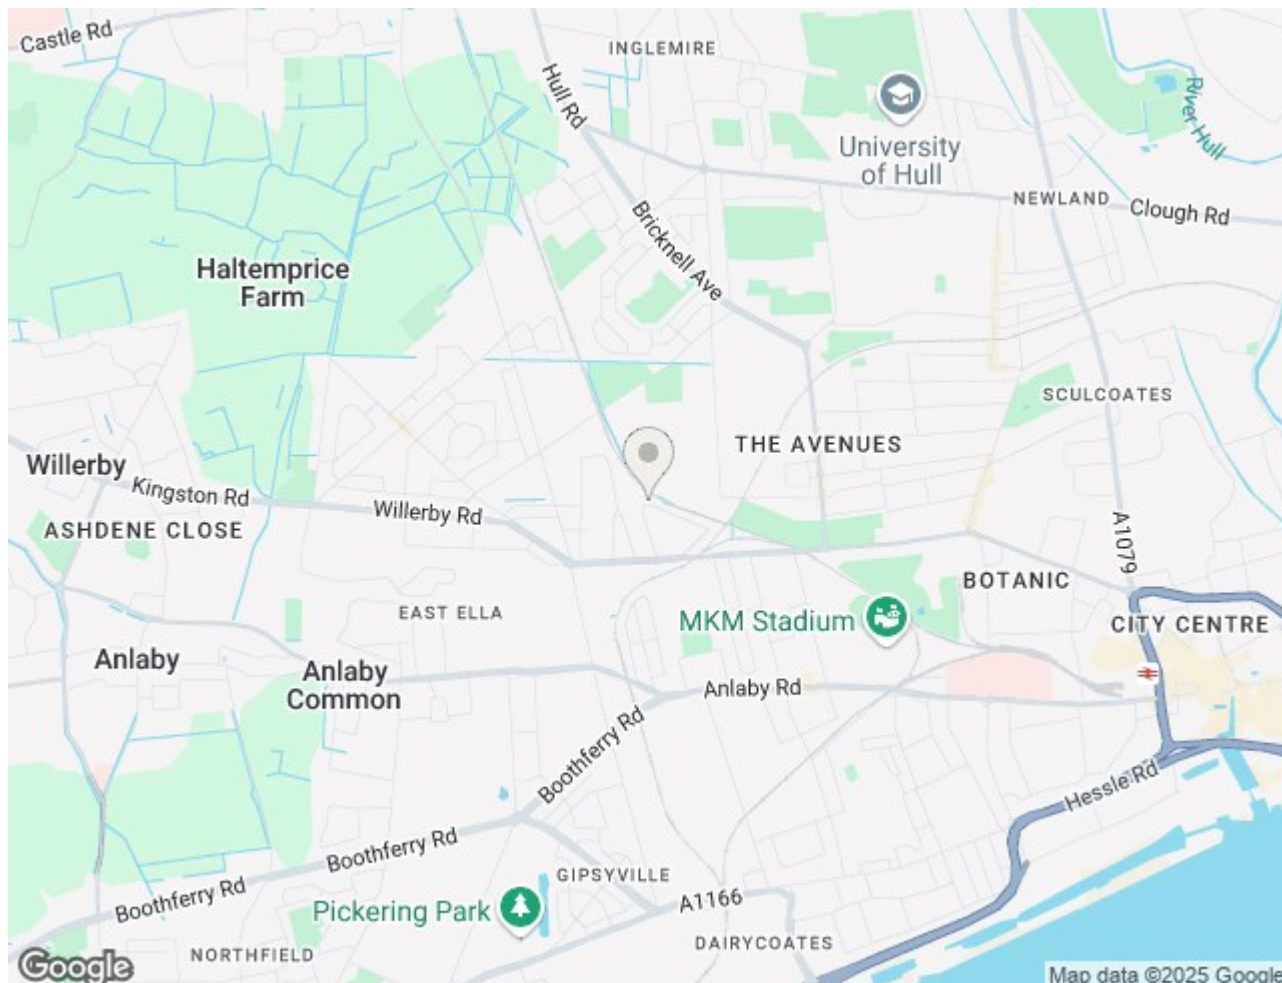 Castle Rd
INGLEMIRE
Hull Rd
University
of Hull
River Hull
NEWLAND
Clough Rd
Bricknell Ave
Haltemprice
Farm
SCULCOATES
THE AVENUES
Willerby
Kingston Rd
Willerby Rd
ASHDENE CLOSE
A1079
BOTANIC
EAST ELLA
MKM Stadium
CITY CENTRE
Anlaby
Anlaby
Common
Anlaby Rd
Boothferry Rd
Hessle Rd
Boothferry Rd
GIPSYVILLE
Boothferry Rd
Pickering Park
A1166
NORTHFIELD
DAIRYCOATES
Google
Map data ©2025 Google